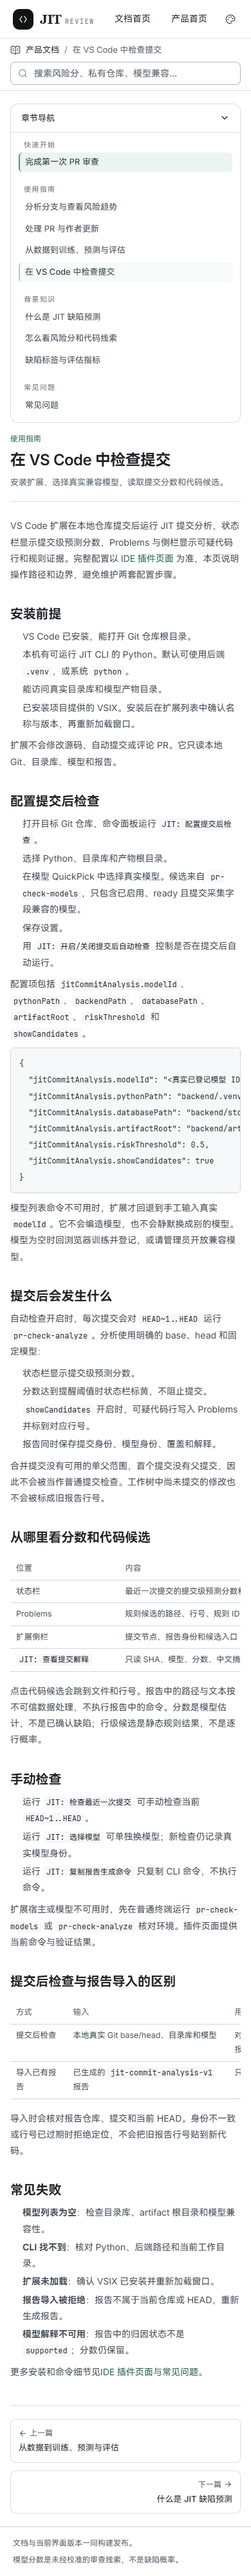 JIT REVIEW 文档首页 产品首页
产品文档 / 在 VS Code 中检查提交
搜索风险分、私有仓库、模型兼容…
章节导航
快速开始
完成第一次 PR 审查
使用指南
分析分支与查看风险趋势
处理 PR 与作者更新
从数据到训练、预测与评估
在 VS Code 中检查提交
背景知识
什么是 JIT 缺陷预测
怎么看风险分和代码线索
缺陷标签与评估指标
常见问题
常见问题
使用指南
在 VS Code 中检查提交
安装扩展、选择真实兼容模型，读取提交分数和代码候选。
VS Code 扩展在本地仓库提交后运行 JIT 提交分析，状态
栏显示提交级预测分数，Problems 与侧栏显示可疑代码
行和规则证据。完整配置以 IDE 插件页面 为准，本页说明
操作路径和边界，避免维护两套配置步骤。
安装前提
VS Code 已安装，能打开 Git 仓库根目录。
本机有可运行 JIT CLI 的 Python。默认可使用后端
.venv ，或系统 python 。
能访问真实目录库和模型产物目录。
已安装项目提供的 VSIX。安装后在扩展列表中确认名
称与版本，再重新加载窗口。
扩展不会修改源码、自动提交或评论 PR。它只读本地
Git、目录库、模型和报告。
配置提交后检查
打开目标 Git 仓库，命令面板运行 JIT: 配置提交后检
查 。
选择 Python、目录库和产物根目录。
在模型 QuickPick 中选择真实模型。候选来自 pr-
check-models ，只包含已启用、ready 且提交采集字
段兼容的模型。
保存设置。
用 JIT: 开启/关闭提交后自动检查 控制是否在提交后自
动运行。
配置项包括 jitCommitAnalysis.modelId 、
pythonPath 、 backendPath 、 databasePath 、
artifactRoot 、 riskThreshold 和
showCandidates 。
{
"jitCommitAnalysis.modelId": "<真实已登记模型 ID
"jitCommitAnalysis.pythonPath": "backend/.venv
"jitCommitAnalysis.databasePath": "backend/sto
"jitCommitAnalysis.artifactRoot": "backend/art
"jitCommitAnalysis.riskThreshold": 0.5,
"jitCommitAnalysis.showCandidates": true
}
模型列表命令不可用时，扩展才回退到手工输入真实
modelId 。它不会编造模型，也不会静默换成别的模型。
模型为空时回浏览器训练并登记，或请管理员开放兼容模
型。
提交后会发生什么
自动检查开启时，每次提交会对 HEAD~1..HEAD 运行
pr-check-analyze 。分析使用明确的 base、head 和固
定模型：
状态栏显示提交级预测分数。
分数达到提醒阈值时状态栏标黄，不阻止提交。
showCandidates 开启时，可疑代码行写入 Problems
并标到对应行号。
报告同时保存提交身份、模型身份、覆盖和解释。
合并提交没有可用的单父范围，首个提交没有父提交，因
此不会被当作普通提交检查。工作树中尚未提交的修改也
不会被标成旧报告行号。
从哪里看分数和代码候选
位置 内容
状态栏 最近一次提交的提交级预测分数和
Problems 规则候选的路径、行号、规则 ID
扩展侧栏 提交节点、报告身份和候选入口
JIT: 查看提交解释 只读 SHA、模型、分数、中文摘
点击代码候选会跳到文件和行号。报告中的路径与文本按
不可信数据处理，不执行报告中的命令。分数是模型估
计，不是已确认缺陷；行级候选是静态规则结果，不是逐
行概率。
手动检查
运行 JIT: 检查最近一次提交 可手动检查当前
HEAD~1..HEAD 。
运行 JIT: 选择模型 可单独换模型；新检查仍记录真
实模型身份。
运行 JIT: 复制报告生成命令 只复制 CLI 命令，不执行
命令。
扩展宿主或模型不可用时，先在普通终端运行 pr-check-
models 或 pr-check-analyze 核对环境。插件页面提供
当前命令与验证结果。
提交后检查与报告导入的区别
方式 输入 用
提交后检查 本地真实 Git base/head、目录库和模型 对
报
导入已有报 已生成的 jit-commit-analysis-v1 只
告 报告
导入时会核对报告仓库、提交和当前 HEAD。身份不一致
或行号已过期时拒绝定位，不会把旧报告行号贴到新代
码。
常见失败
模型列表为空：检查目录库、artifact 根目录和模型兼
容性。
CLI 找不到：核对 Python、后端路径和当前工作目
录。
扩展未加载：确认 VSIX 已安装并重新加载窗口。
报告导入被拒绝：报告不属于当前仓库或 HEAD，重新
生成报告。
模型解释不可用：报告中的归因状态不是
supported ；分数仍保留。
更多安装和命令细节见IDE 插件页面与常见问题。
← 上一篇
从数据到训练、预测与评估
下一篇 →
什么是 JIT 缺陷预测
文档与当前界面版本一同构建发布。
模型分数是未经校准的审查线索，不是缺陷概率。